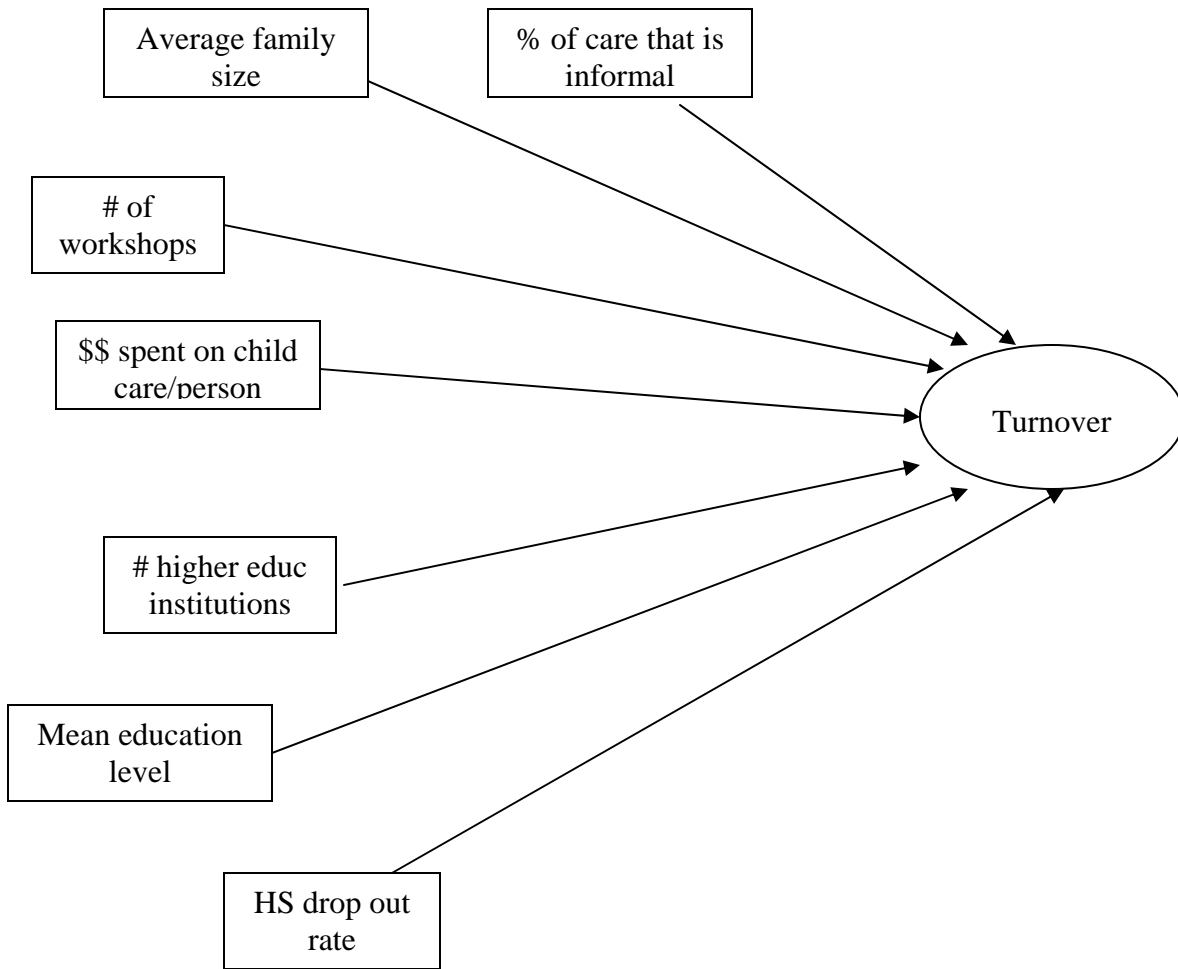 Average family
size
% of care that is
informal
# of
workshops
$$ spent on child
care/person
Turnover
# higher educ
institutions
Mean education
level
HS drop out
rate